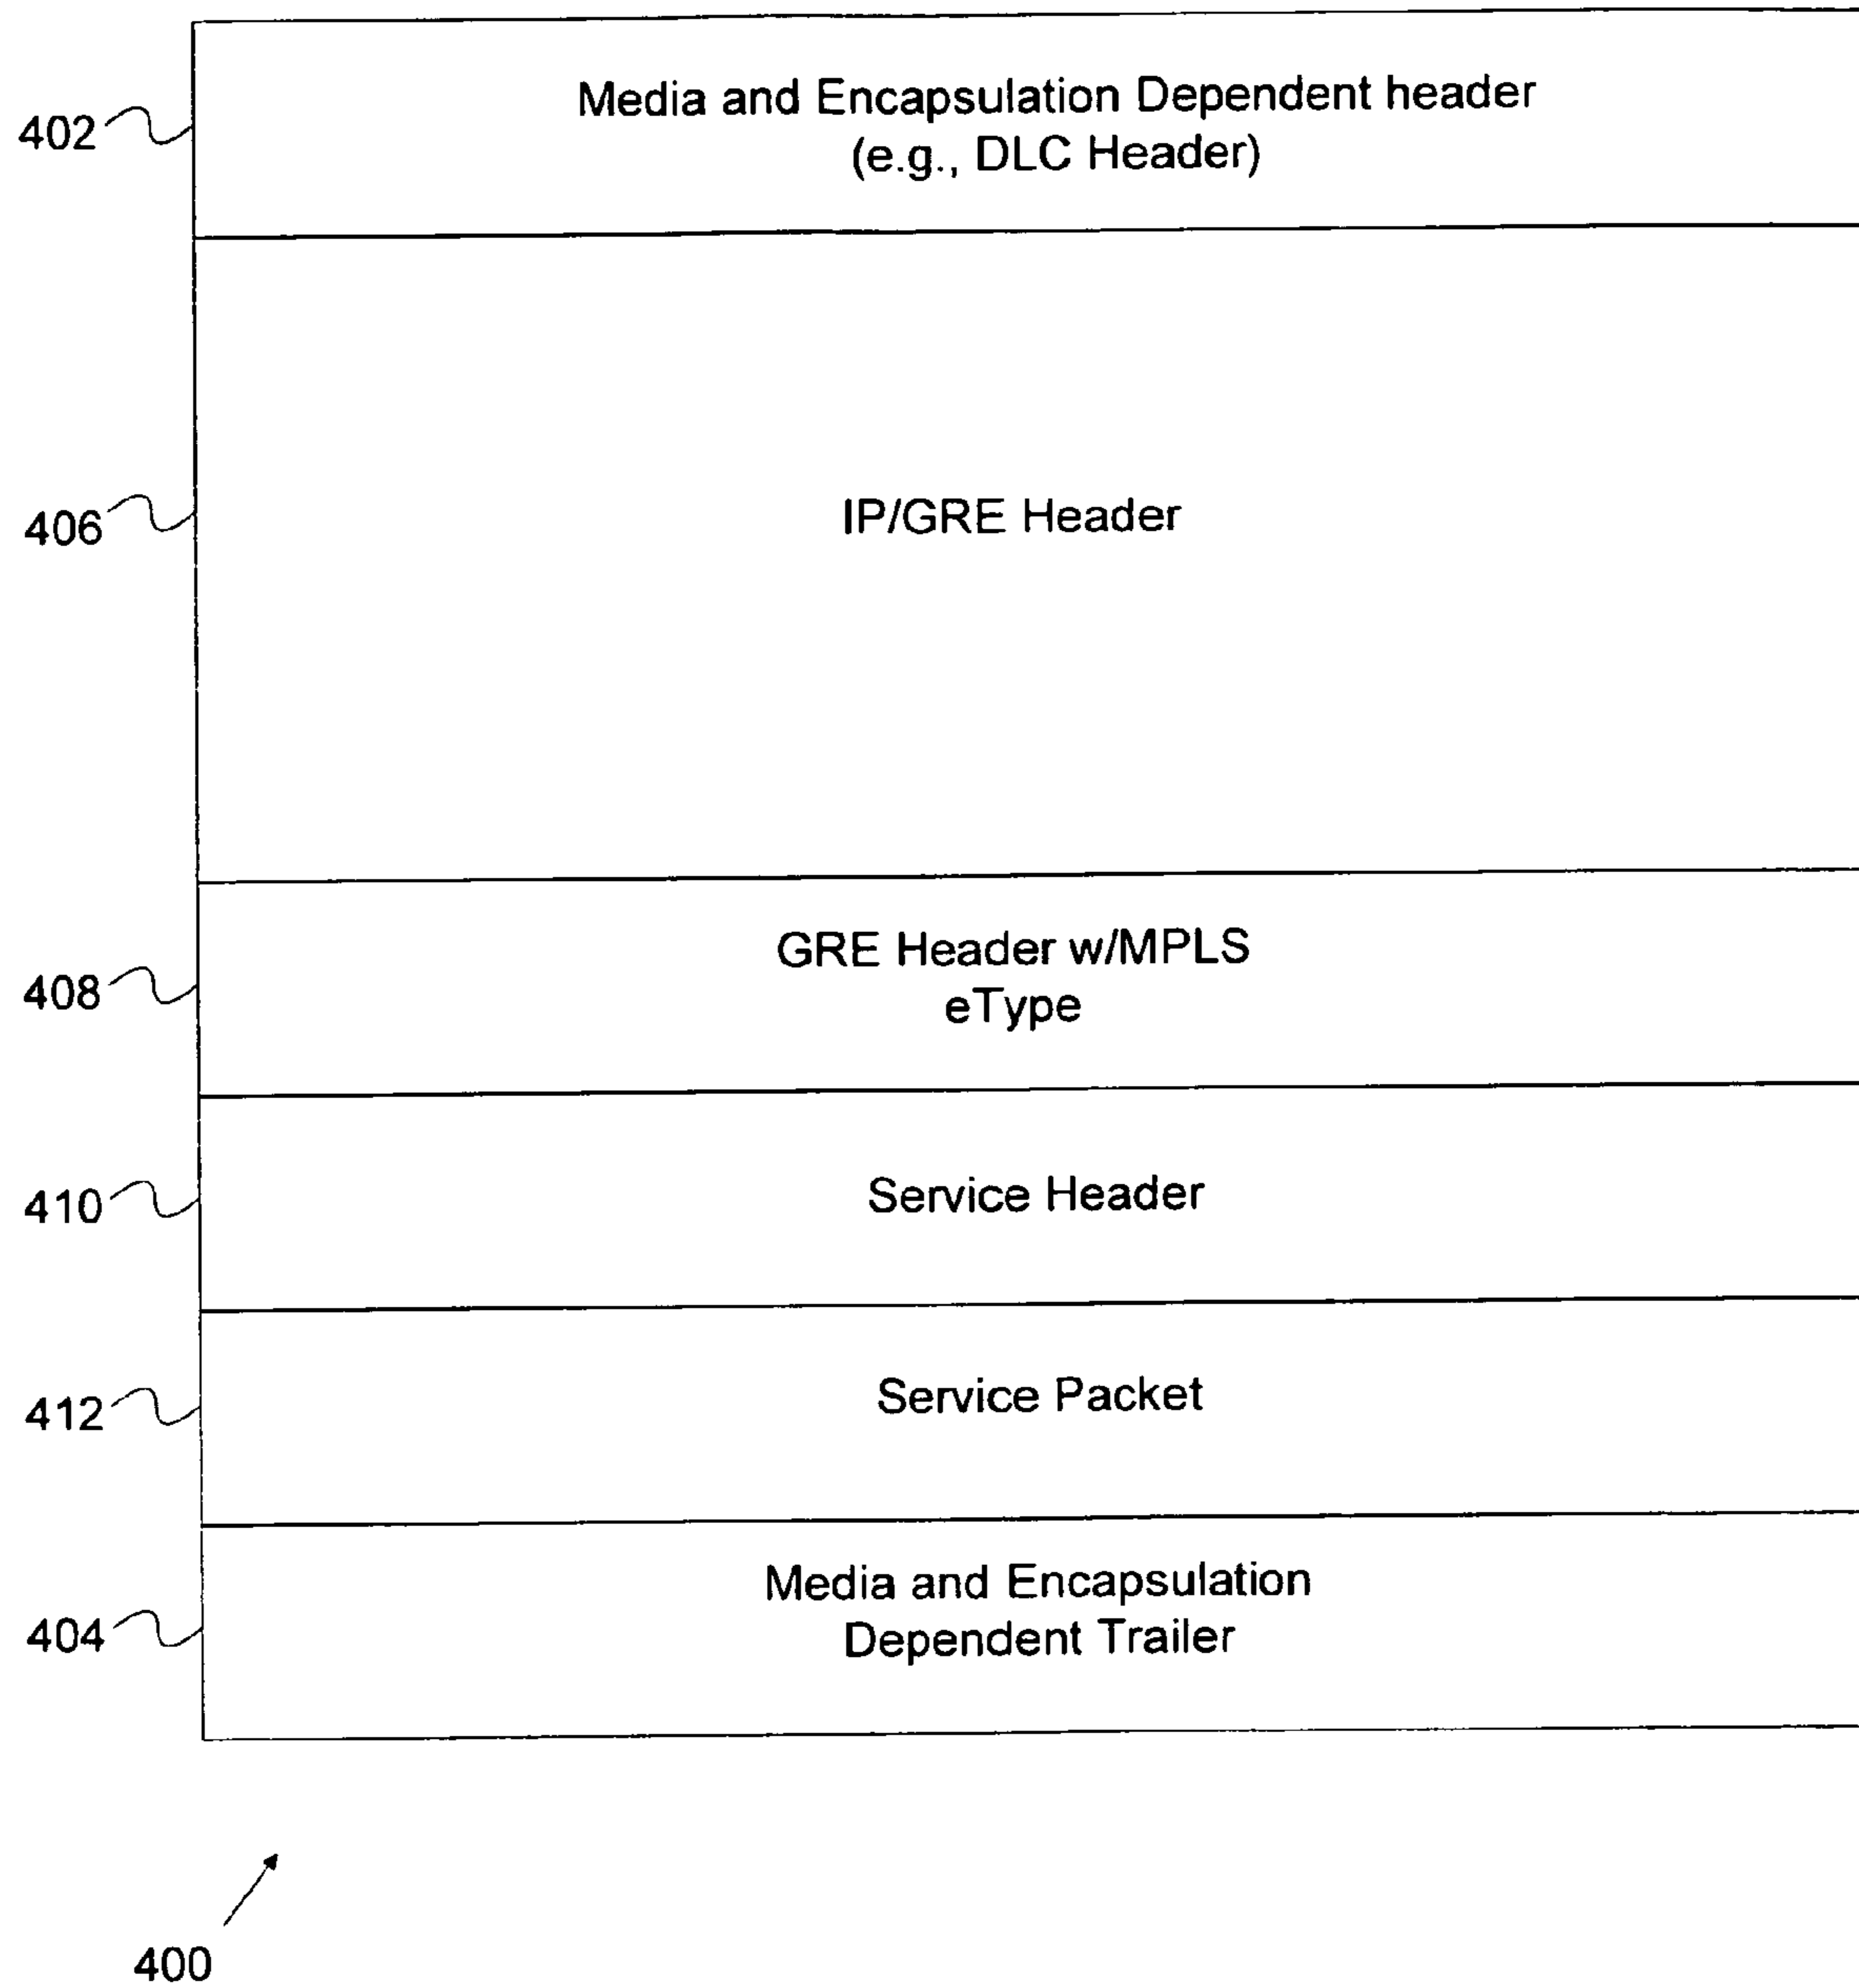 Media and Encapsulation Dependent header
(e.g., DLC Header)
402
IP/GRE Header
406
GRE Header w/MPLS
eType
408
Service Header
410
Service Packet
412
Media and Encapsulation
Dependent Trailer
404
400